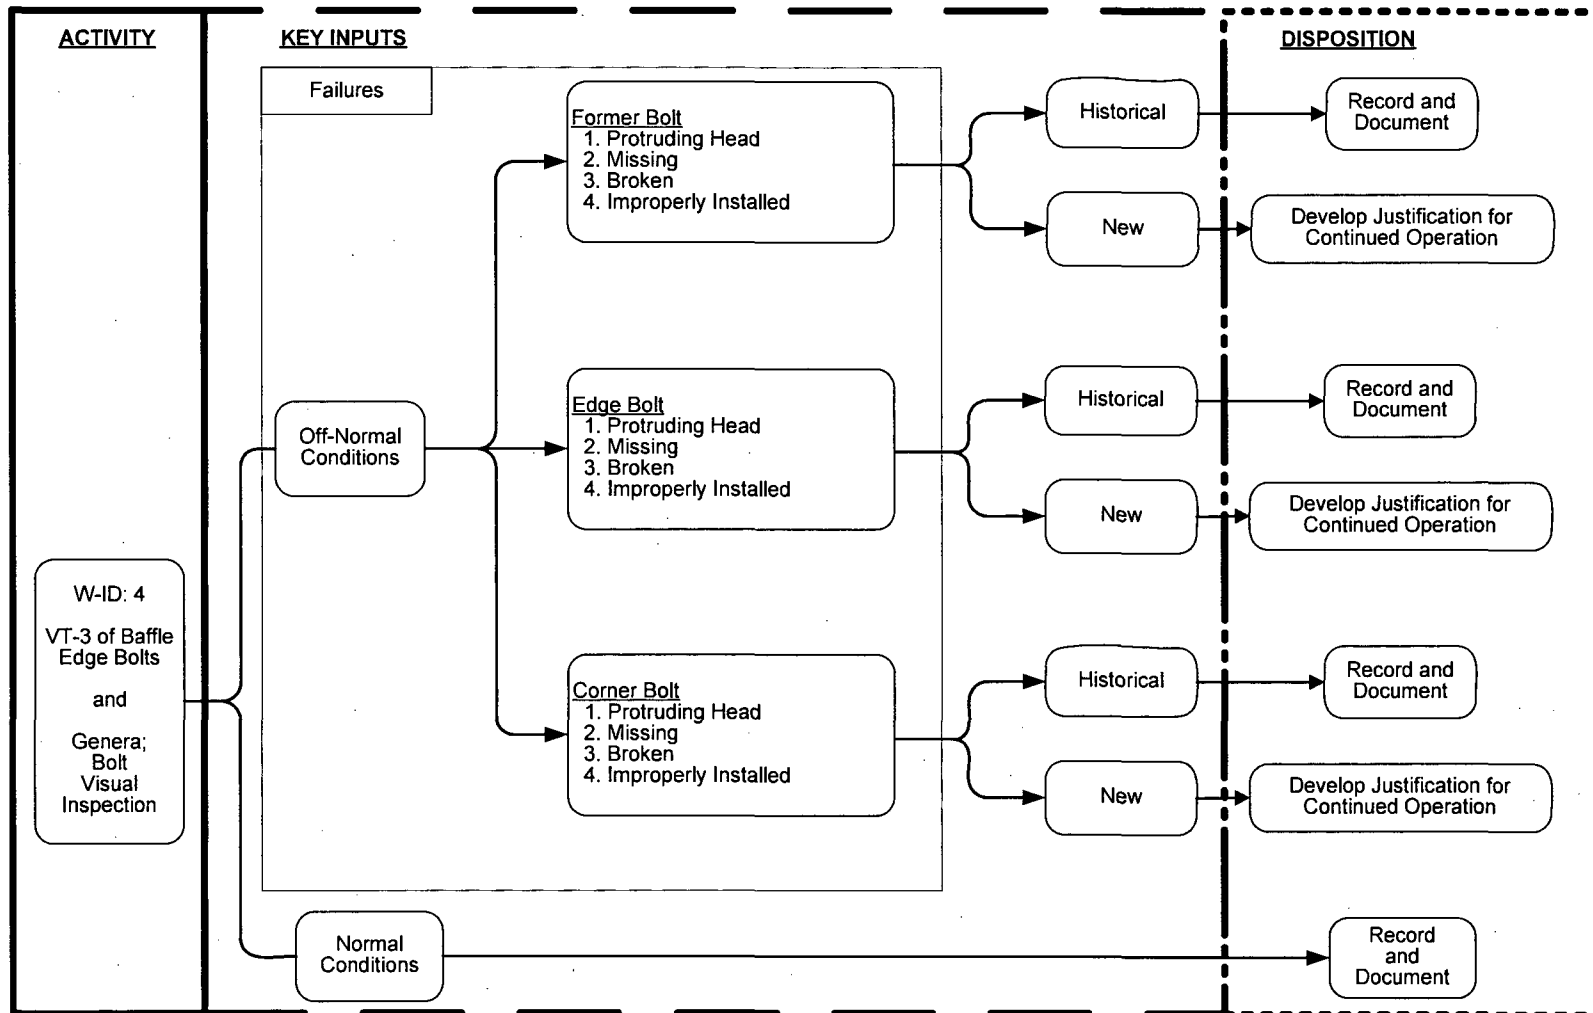 ACTIVITY
KEY INPUTS
DISPOSITION
Failures
Former Bolt
1. Protruding Head
2. Missing
3. Broken
4. Improperly Installed
Historical
Record and
Document
New
Develop Justification for
Continued Operation
Off-Normal
Conditions
Edge Bolt
1. Protruding Head
2. Missing
3. Broken
4. Improperly Installed
Historical
Record and
Document
New
Develop Justification for
Continued Operation
W-ID: 4
VT-3 of Baffle
Edge Bolts
and
Genera;
Bolt
Visual
Inspection
Corner Bolt
1. Protruding Head
2. Missing
3. Broken
4. Improperly Installed
Historical
Record and
Document
New
Develop Justification for
Continued Operation
Normal
Conditions
Record
and
Document